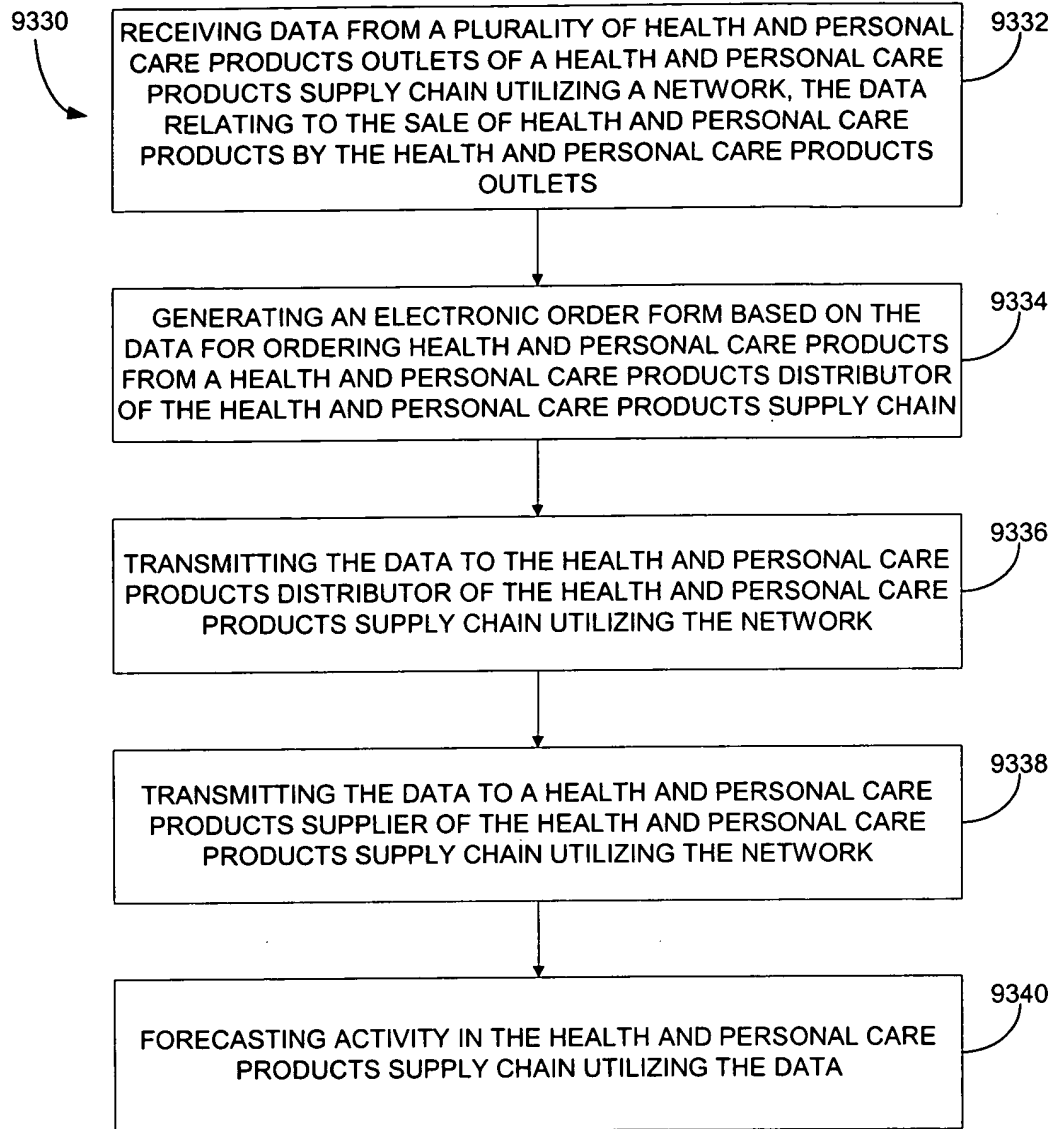 9330
RECEIVING DATA FROM A PLURALITY OF HEALTH AND PERSONAL
CARE PRODUCTS OUTLETS OF A HEALTH AND PERSONAL CARE
PRODUCTS SUPPLY CHAIN UTILIZING A NETWORK, THE DATA
RELATING TO THE SALE OF HEALTH AND PERSONAL CARE
PRODUCTS BY THE HEALTH AND PERSONAL CARE PRODUCTS
OUTLETS
9332
GENERATING AN ELECTRONIC ORDER FORM BASED ON THE
DATA FOR ORDERING HEALTH AND PERSONAL CARE PRODUCTS
FROM A HEALTH AND PERSONAL CARE PRODUCTS DISTRIBUTOR
OF THE HEALTH AND PERSONAL CARE PRODUCTS SUPPLY CHAIN
9334
TRANSMITTING THE DATA TO THE HEALTH AND PERSONAL CARE
PRODUCTS DISTRIBUTOR OF THE HEALTH AND PERSONAL CARE
PRODUCTS SUPPLY CHAIN UTILIZING THE NETWORK
9336
TRANSMITTING THE DATA TO A HEALTH AND PERSONAL CARE
PRODUCTS SUPPLIER OF THE HEALTH AND PERSONAL CARE
PRODUCTS SUPPLY CHAIN UTILIZING THE NETWORK
9338
FORECASTING ACTIVITY IN THE HEALTH AND PERSONAL CARE
PRODUCTS SUPPLY CHAIN UTILIZING THE DATA
9340